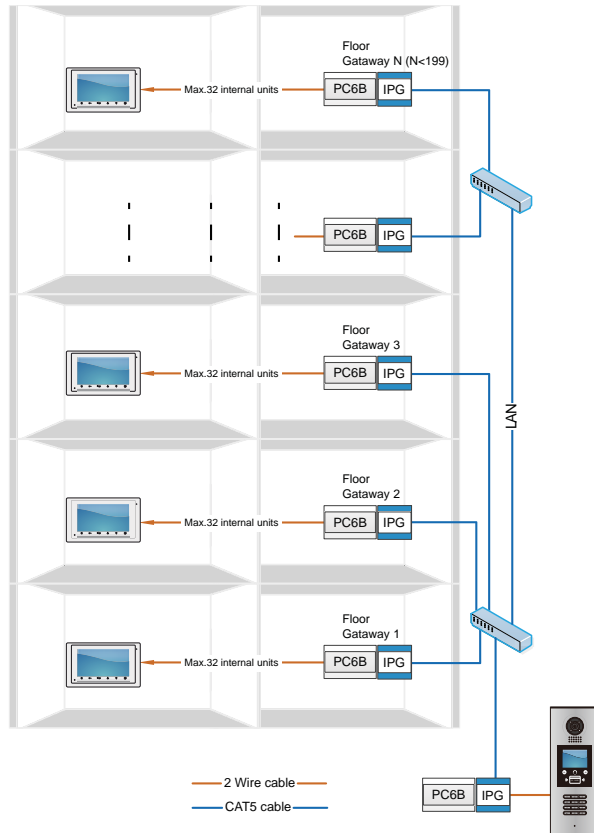 Floor
Gataway N (N<199)
Max.32 internal units
PC6B
IPG
PC6B
IPG
Floor
Gataway 3
Max.32 internal units
PC6B
IPG
LAN
Floor
Gataway 2
Max.32 internal units
PC6B
IPG
Floor
Gataway 1
Max.32 internal units
PC6B
IPG
2 Wire cable
CAT5 cable
PC6B
IPG